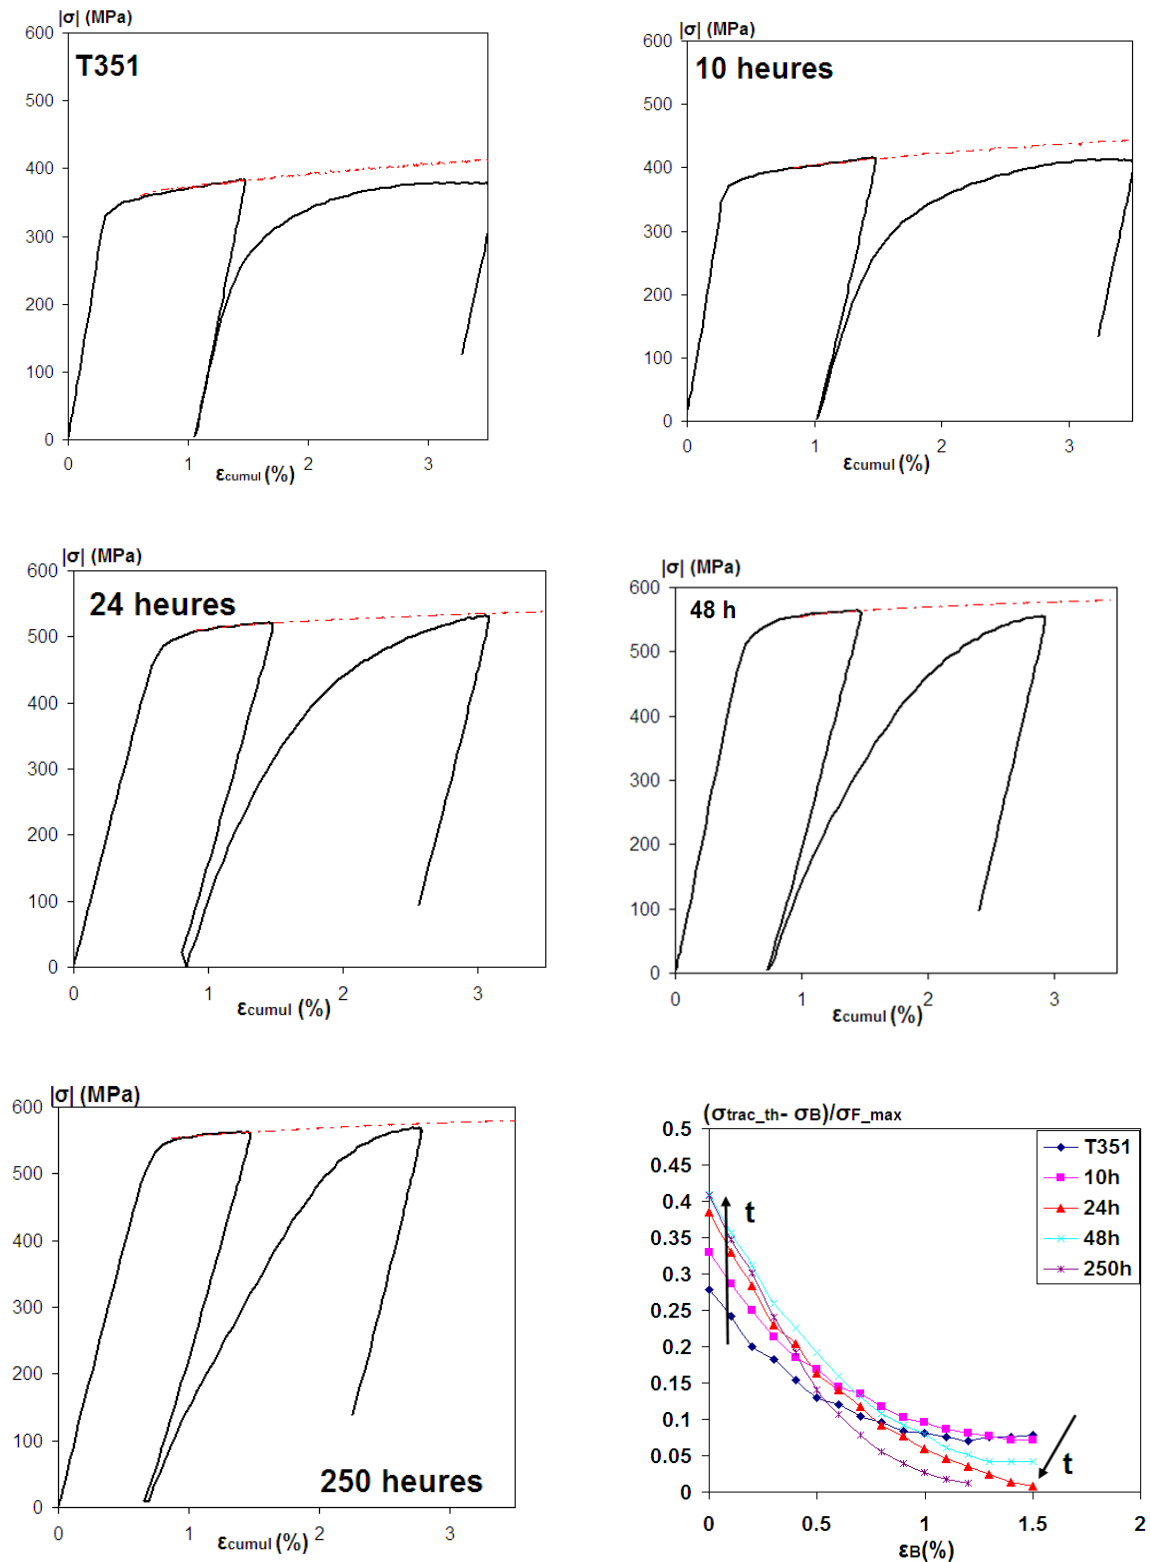 |σ| (MPa)
T351
600
500
400
300
200
100
0
0 1 2 3
εcumul (%)
|σ| (MPa)
10 heures
600
500
400
300
200
100
0
0 1 2 3
εcumul (%)
|σ| (MPa)
24 heures
600
500
400
300
200
100
0
0 1 2 3
εcumul (%)
|σ| (MPa)
48 h
600
500
400
300
200
100
0
0 1 2 3
εcumul (%)
|σ| (MPa)
600
500
400
300
200
100
0
250 heures
0 1 2 3
εcumul (%)
(σtrac_th- σB)/σF_max
0.5
0.45
0.4
0.35
0.3
0.25
0.2
0.15
0.1
0.05
0
T351
10h
24h
48h
250h
t
t
0 0.5 1 1.5 2
εB(%)